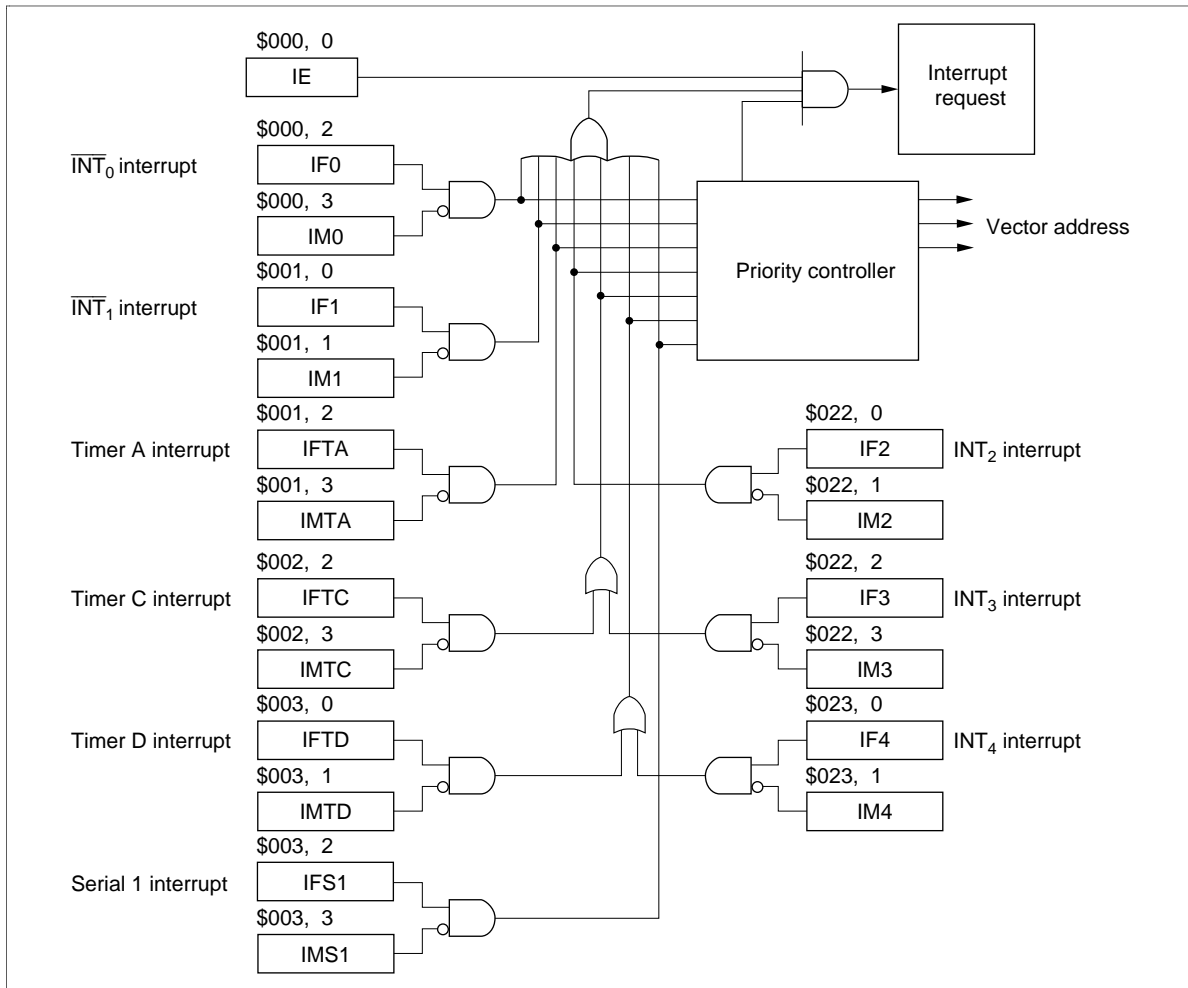 $000, 0
IE
Interrupt
request
$000, 2
INT0 interrupt
IF0
$000, 3
IM0
Vector address
Priority controller
$001, 0
INT1 interrupt
IF1
$001, 1
IM1
$001, 2
Timer A interrupt
IFTA
$001, 3
IMTA
$022, 0
IF2
INT2 interrupt
$022, 1
IM2
$002, 2
Timer C interrupt
IFTC
$002, 3
IMTC
$022, 2
IF3
INT3 interrupt
$022, 3
IM3
$003, 0
Timer D interrupt
IFTD
$003, 1
IMTD
$023, 0
IF4
INT4 interrupt
$023, 1
IM4
$003, 2
Serial 1 interrupt
IFS1
$003, 3
IMS1